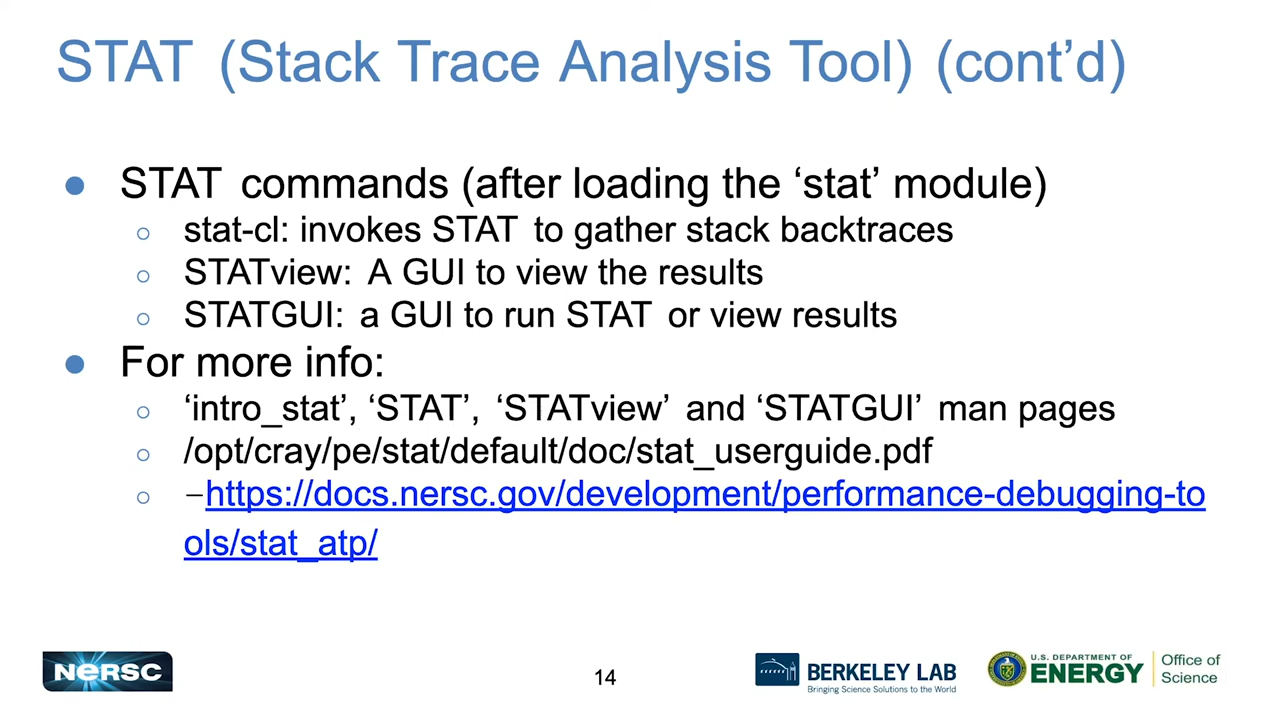 STAT (Stack Trace Analysis Tool) (cont’d)
● STAT commands (after loading the ‘stat’ module)
○ stat-cl: invokes STAT to gather stack backtraces
○ STATview: A GUI to view the results
○ STATGUI: a GUI to run STAT or view results
● For more info:
○ ‘intro_stat’, ‘STAT’, ‘STATview’ and ‘STATGUI’ man pages
○ /opt/cray/pe/stat/default/doc/stat_userguide.pdf
○ –https://docs.nersc.gov/development/performance-debugging-to
ols/stat_atp/
NERSC
14
BERKELEY LAB
Bringing Science Solutions to the World
U.S. DEPARTMENT OF
ENERGY
Office of
Science